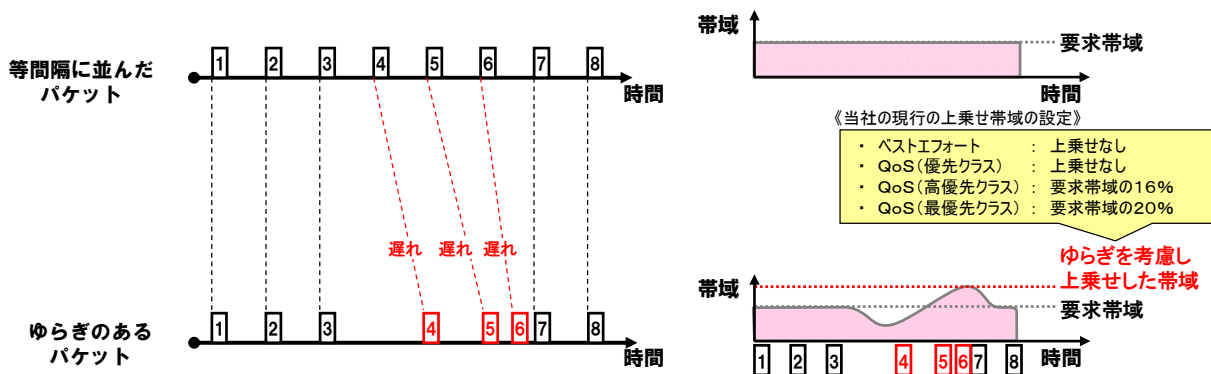 等間隔に並んだ
パケット
1 2 3 4 5 6 7 8
時間
遅れ 遅れ 遅れ
ゆらぎのある
パケット
1 2 3 4 5 6 7 8
時間
帯域
要求帯域
時間
《当社の現行の上乗せ帯域の設定》
・ ベストエフォート : 上乗せなし
・ QoS(優先クラス) : 上乗せなし
・ QoS(高優先クラス) : 要求帯域の16%
・ QoS(最優先クラス) : 要求帯域の20%
ゆらぎを考慮し
上乗せした帯域
帯域
要求帯域
1 2 3 4 5 6 7 8
時間